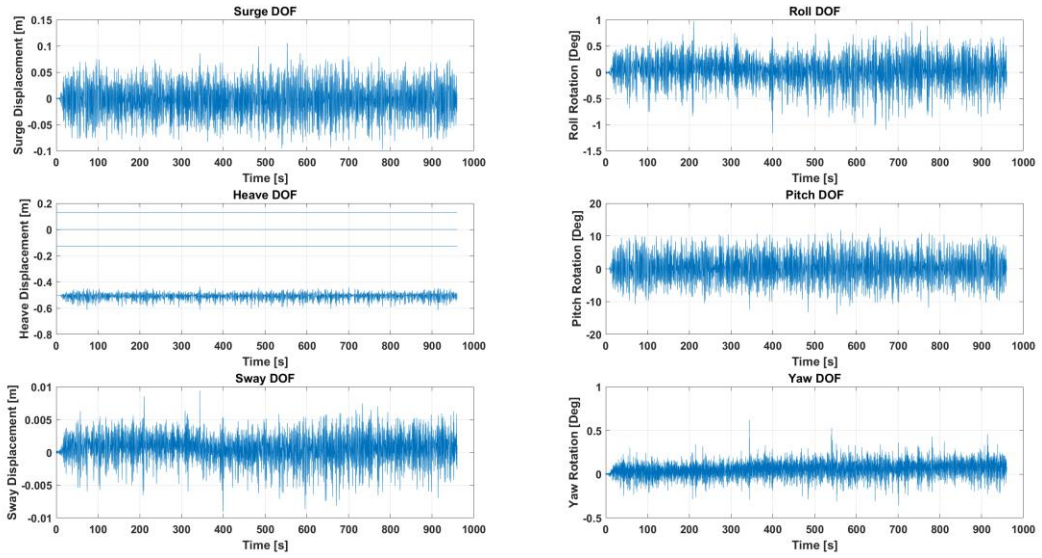 Surge DOF
Surge Displacement [m]
0.15
0.1
0.05
0
-0.05
-0.1
0 100 200 300 400 500 600 700 800 900 1000
Time [s]
Roll DOF
Roll Rotation [Deg]
1
0.5
0
-0.5
-1
-1.5
0 100 200 300 400 500 600 700 800 900 1000
Time [s]
Heave DOF
Heave Displacement [m]
0.2
0
-0.2
-0.4
-0.6
-0.8
0 100 200 300 400 500 600 700 800 900 1000
Time [s]
Pitch DOF
Pitch Rotation [Deg]
20
10
0
-10
-20
0 100 200 300 400 500 600 700 800 900 1000
Time [s]
Sway DOF
Sway Displacement [m]
0.01
0.005
0
-0.005
-0.01
0 100 200 300 400 500 600 700 800 900 1000
Time [s]
Yaw DOF
Yaw Rotation [Deg]
1
0.5
0
-0.5
0 100 200 300 400 500 600 700 800 900 1000
Time [s]